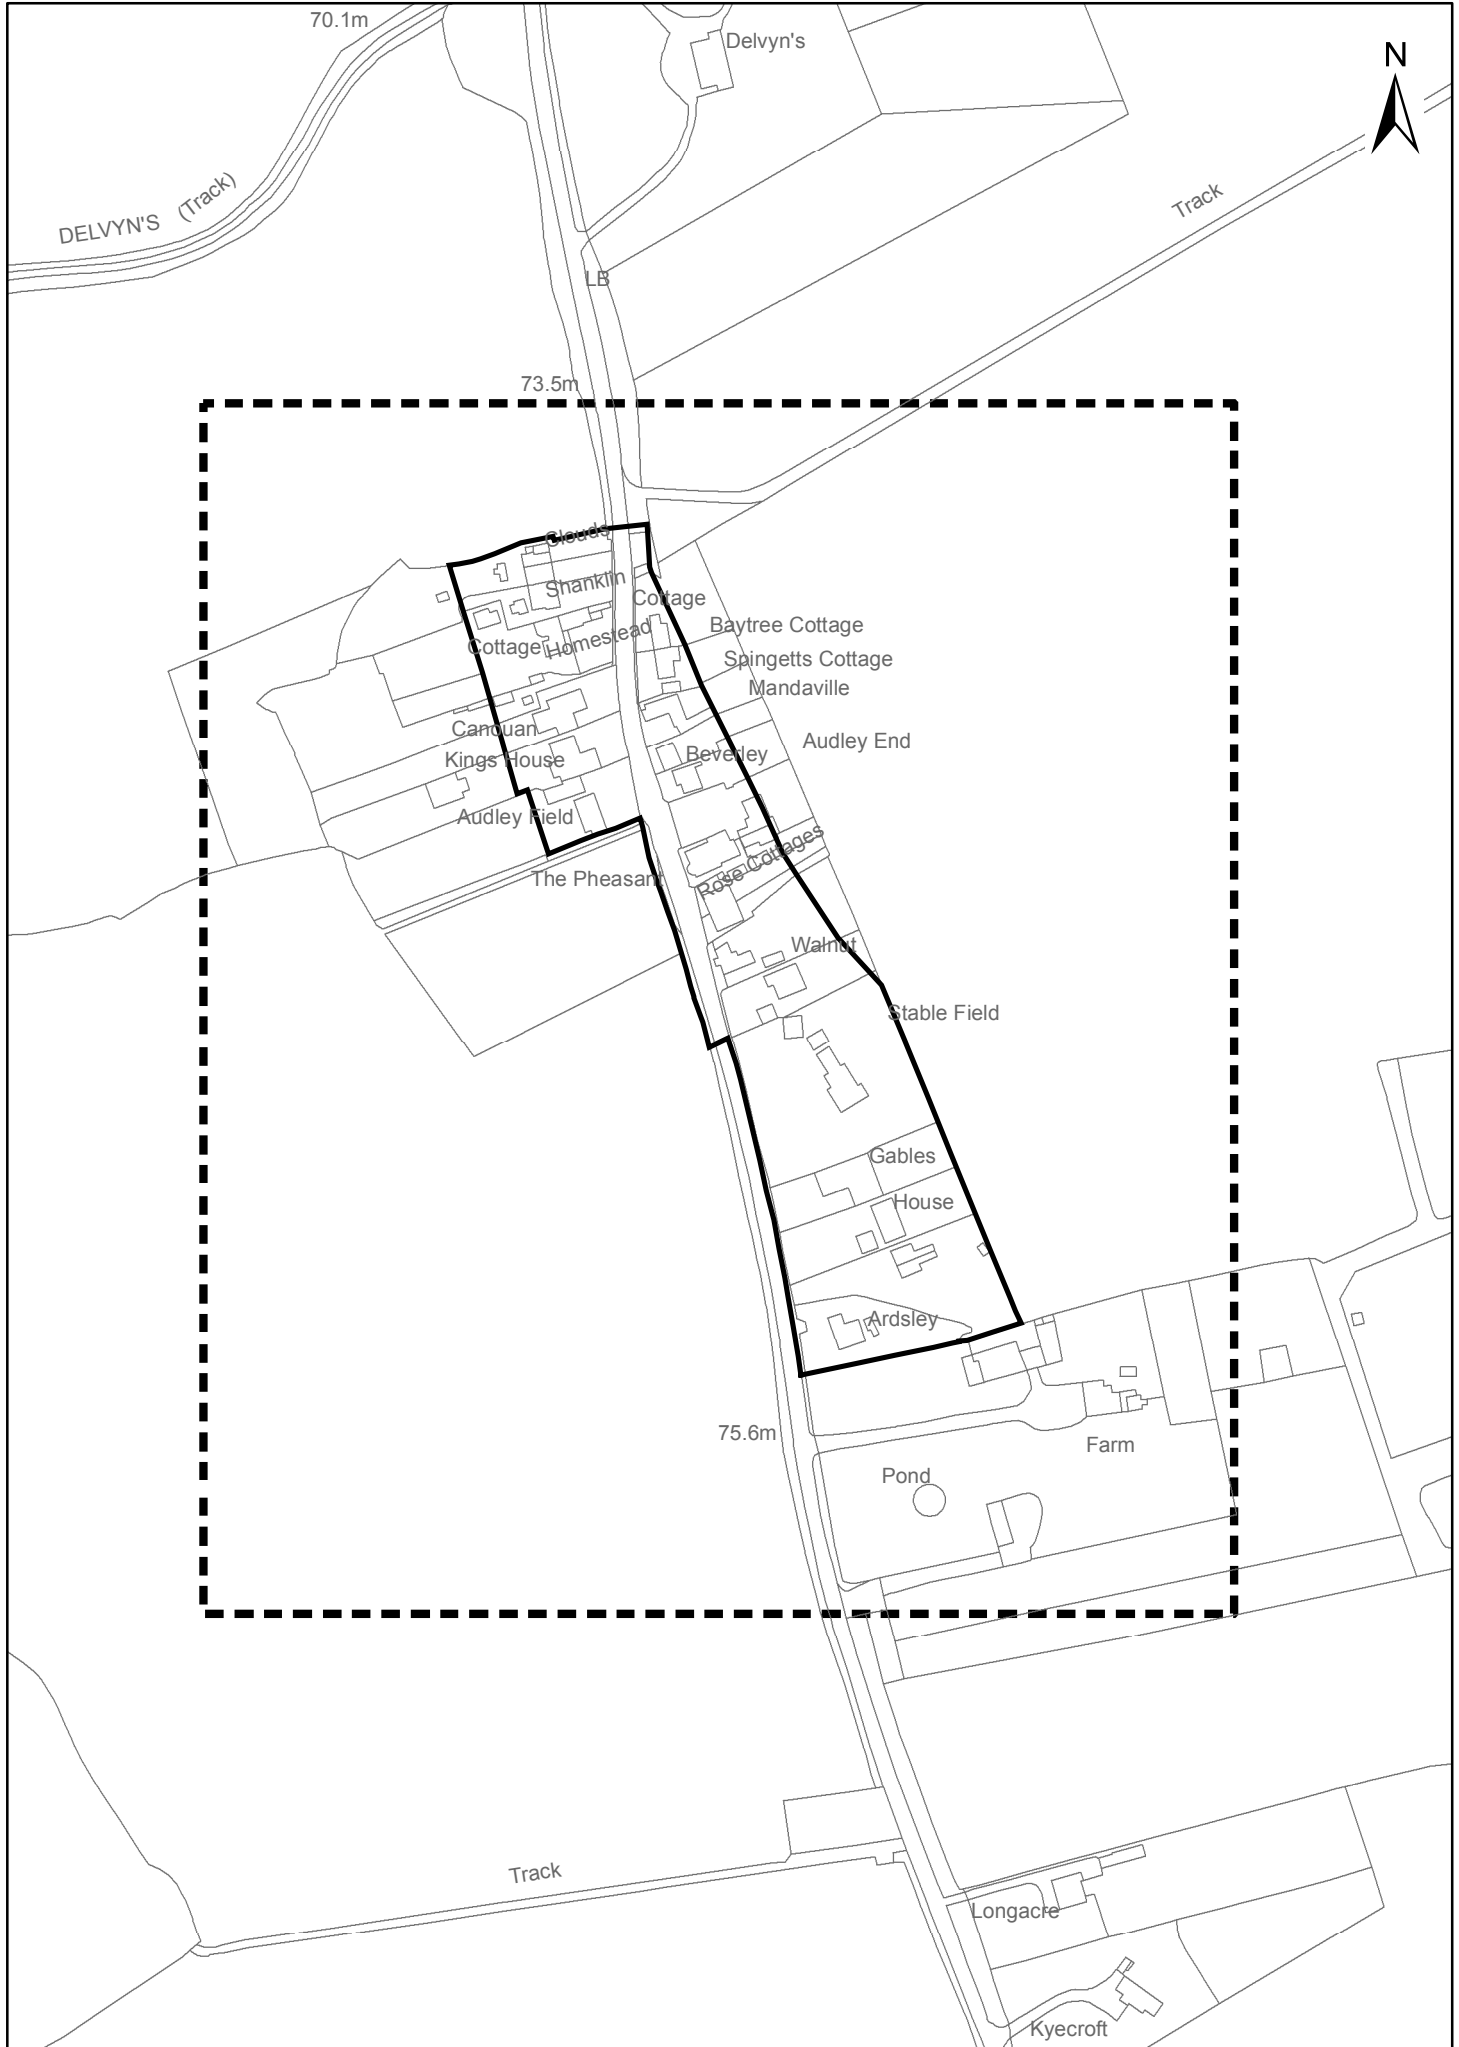 70.1m
Delvyn's
N
DELVYN'S (Track)
Track
LB
73.5m
Clouds
Shanklin
Cottage
Baytree Cottage
Cottage
Homestead
Spingetts Cottage
Mandaville
Canouan
Audley End
Kings House
Beverley
Audley Field
Rose Cottages
The Pheasant
Walnut
Stable Field
Gables
House
Ardsley
75.6m
Farm
Pond
Track
Longacre
Kyecroft